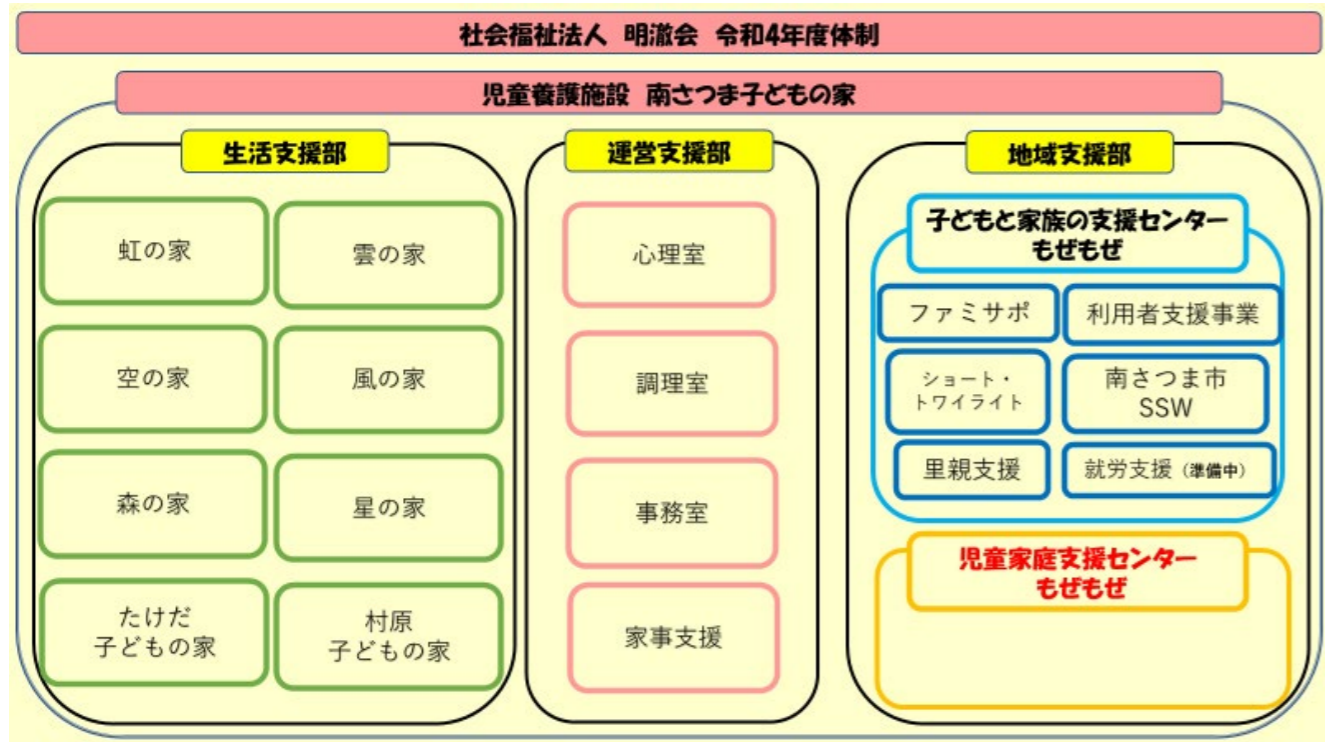 社会福祉法人 明澈会 令和4年度体制
児童養護施設 南さつま子どもの家
生活支援部
虹の家
雲の家
空の家
風の家
森の家
星の家
たけだ
子どもの家
村原
子どもの家
運営支援部
心理室
調理室
事務室
家事支援
地域支援部
子どもと家族の支援センター
もぜもぜ
ファミサポ
利用者支援事業
ショート・
トワイライト
南さつま市
SSW
里親支援
就労支援（準備中）
児童家庭支援センター
もぜもぜ